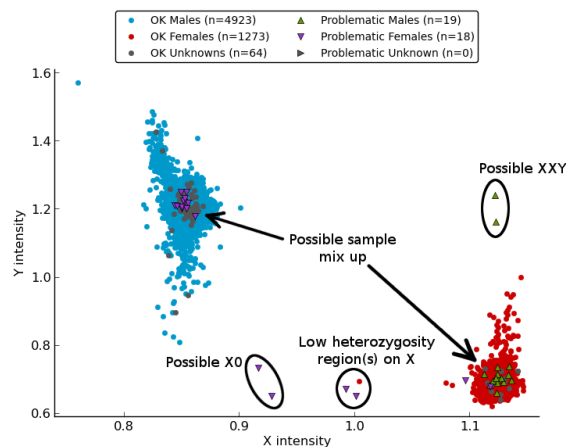 OK Males (n=4923)
OK Females (n=1273)
OK Unknowns (n=64)
Problematic Males (n=19)
Problematic Females (n=18)
Problematic Unknown (n=0)
1.6
1.4
1.2
1.0
0.8
0.6
Y intensity
Possible XXY
Possible sample
mix up
Possible X0
Low heterozygosity
region(s) on X
0.8
0.9
1.0
1.1
X intensity